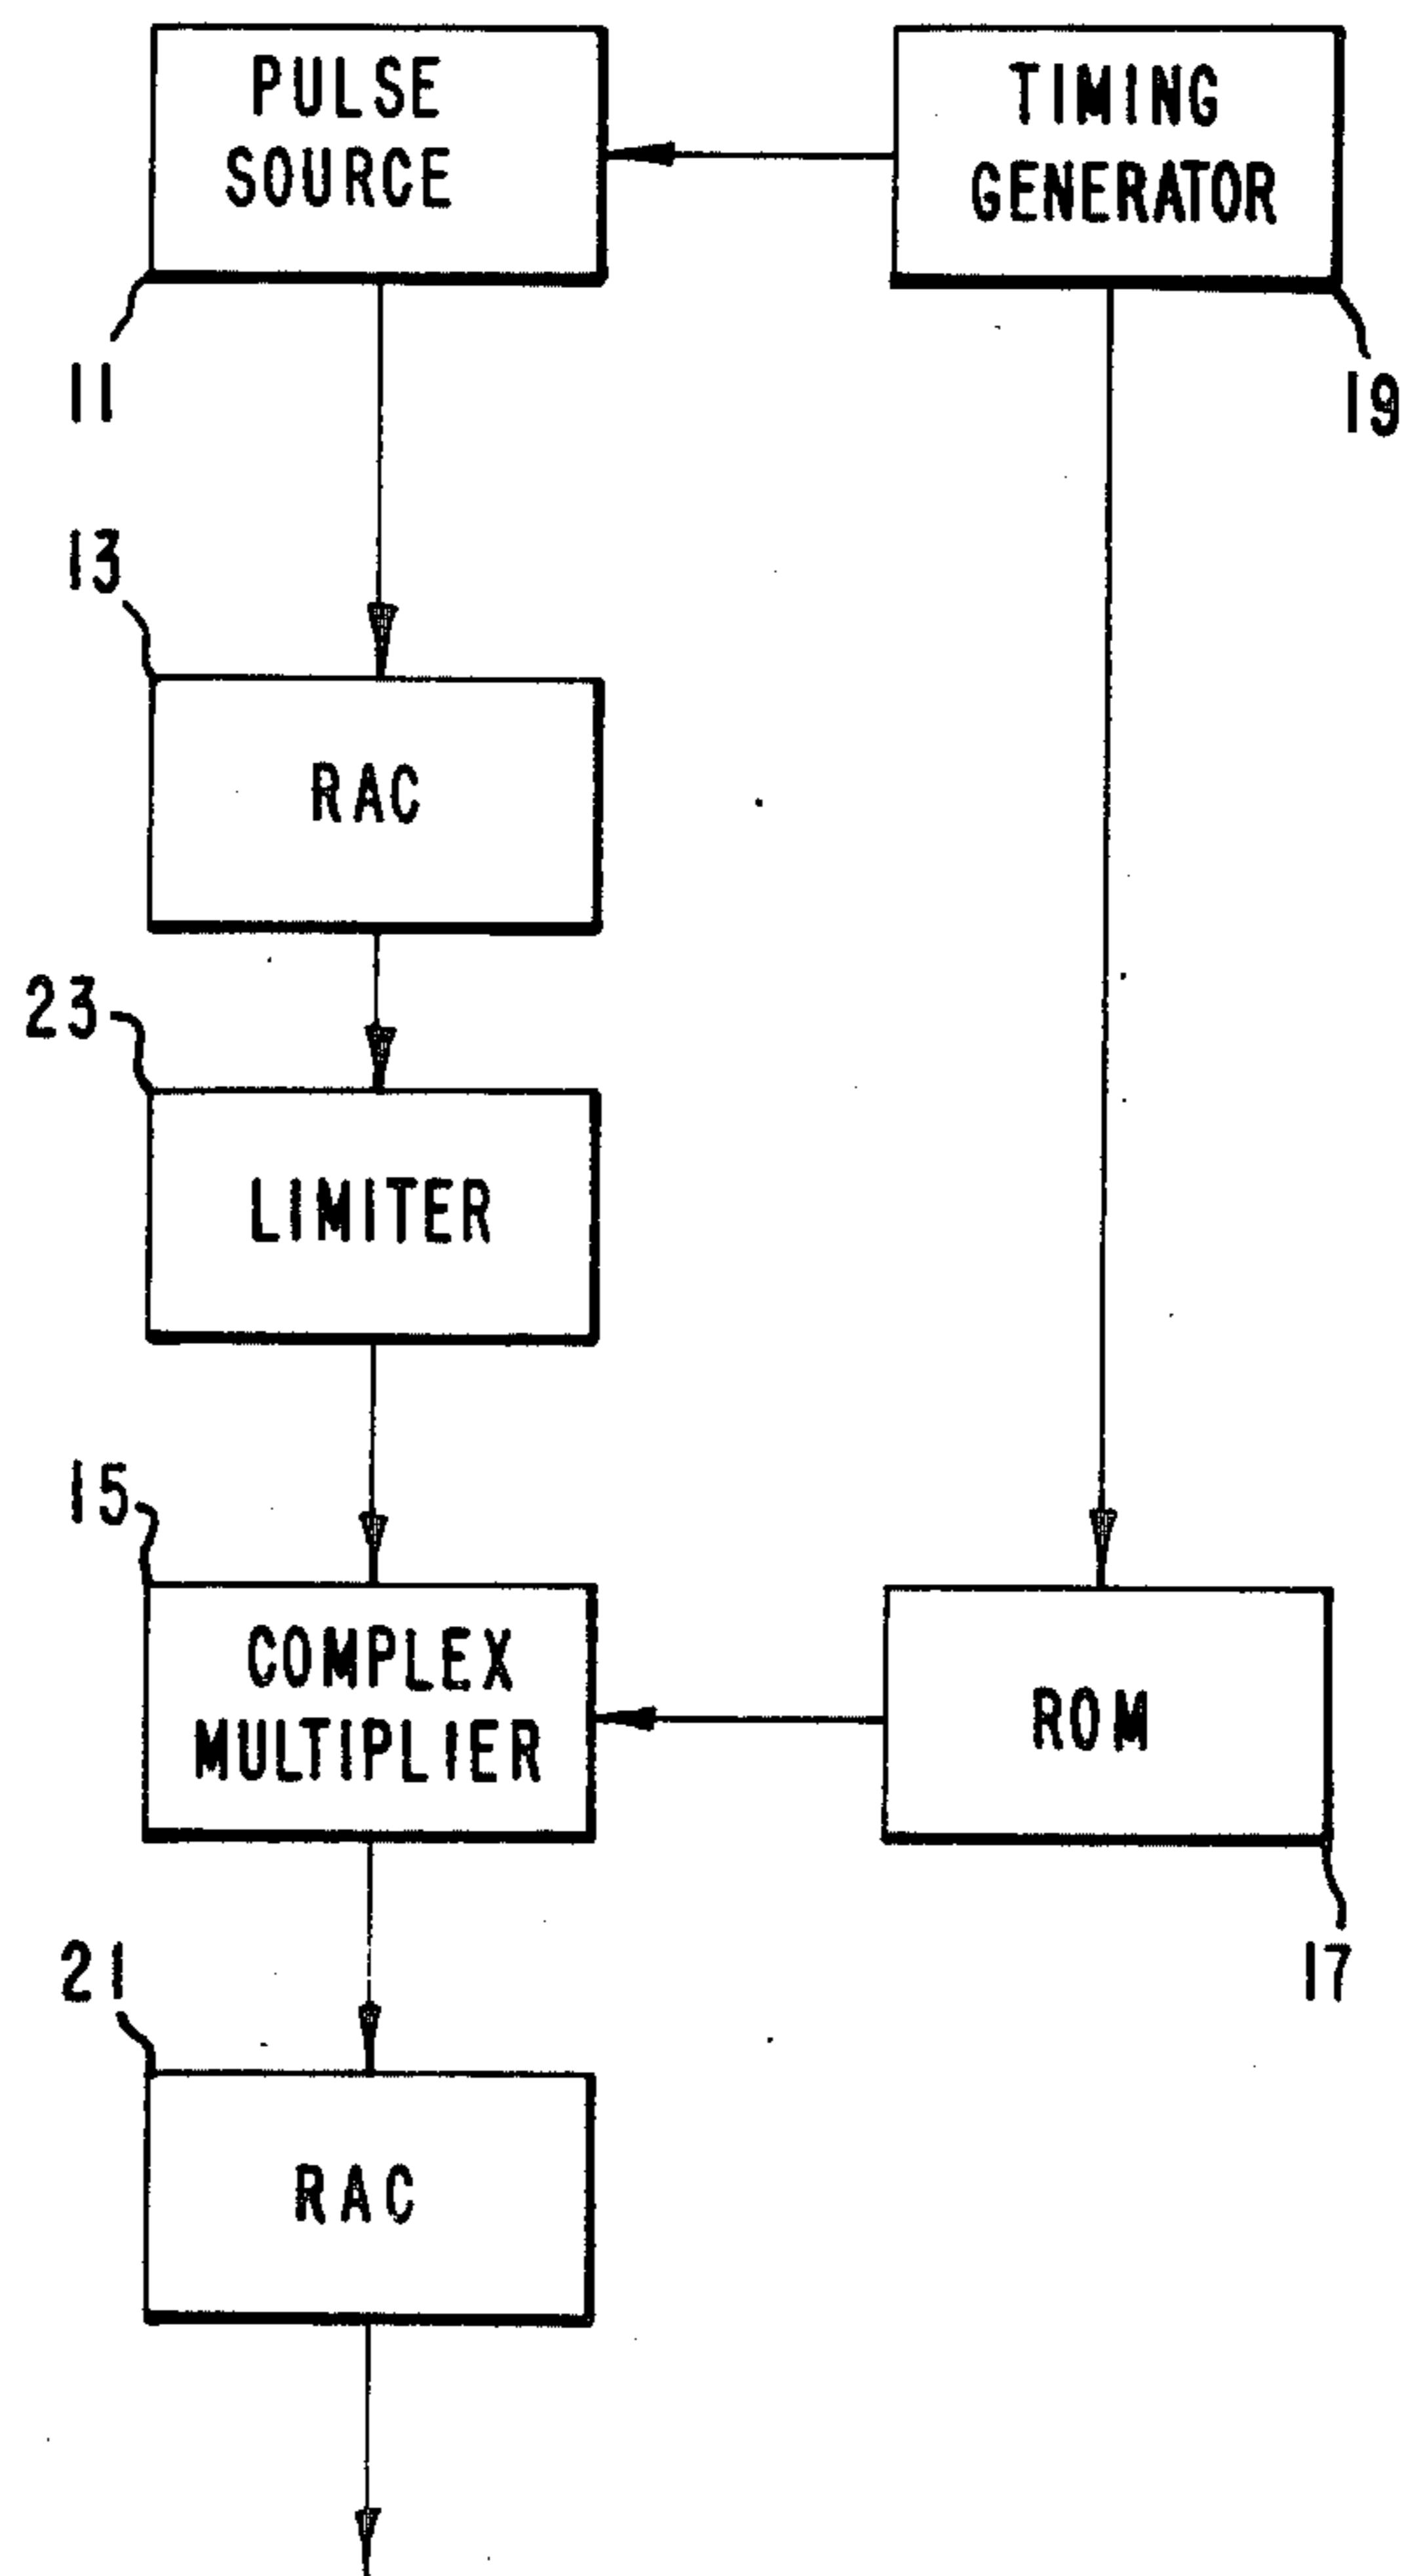 PULSE
SOURCE
TIMING
GENERATOR
11
19
13
RAC
23
LIMITER
15
COMPLEX
MULTIPLIER
ROM
17
21
RAC